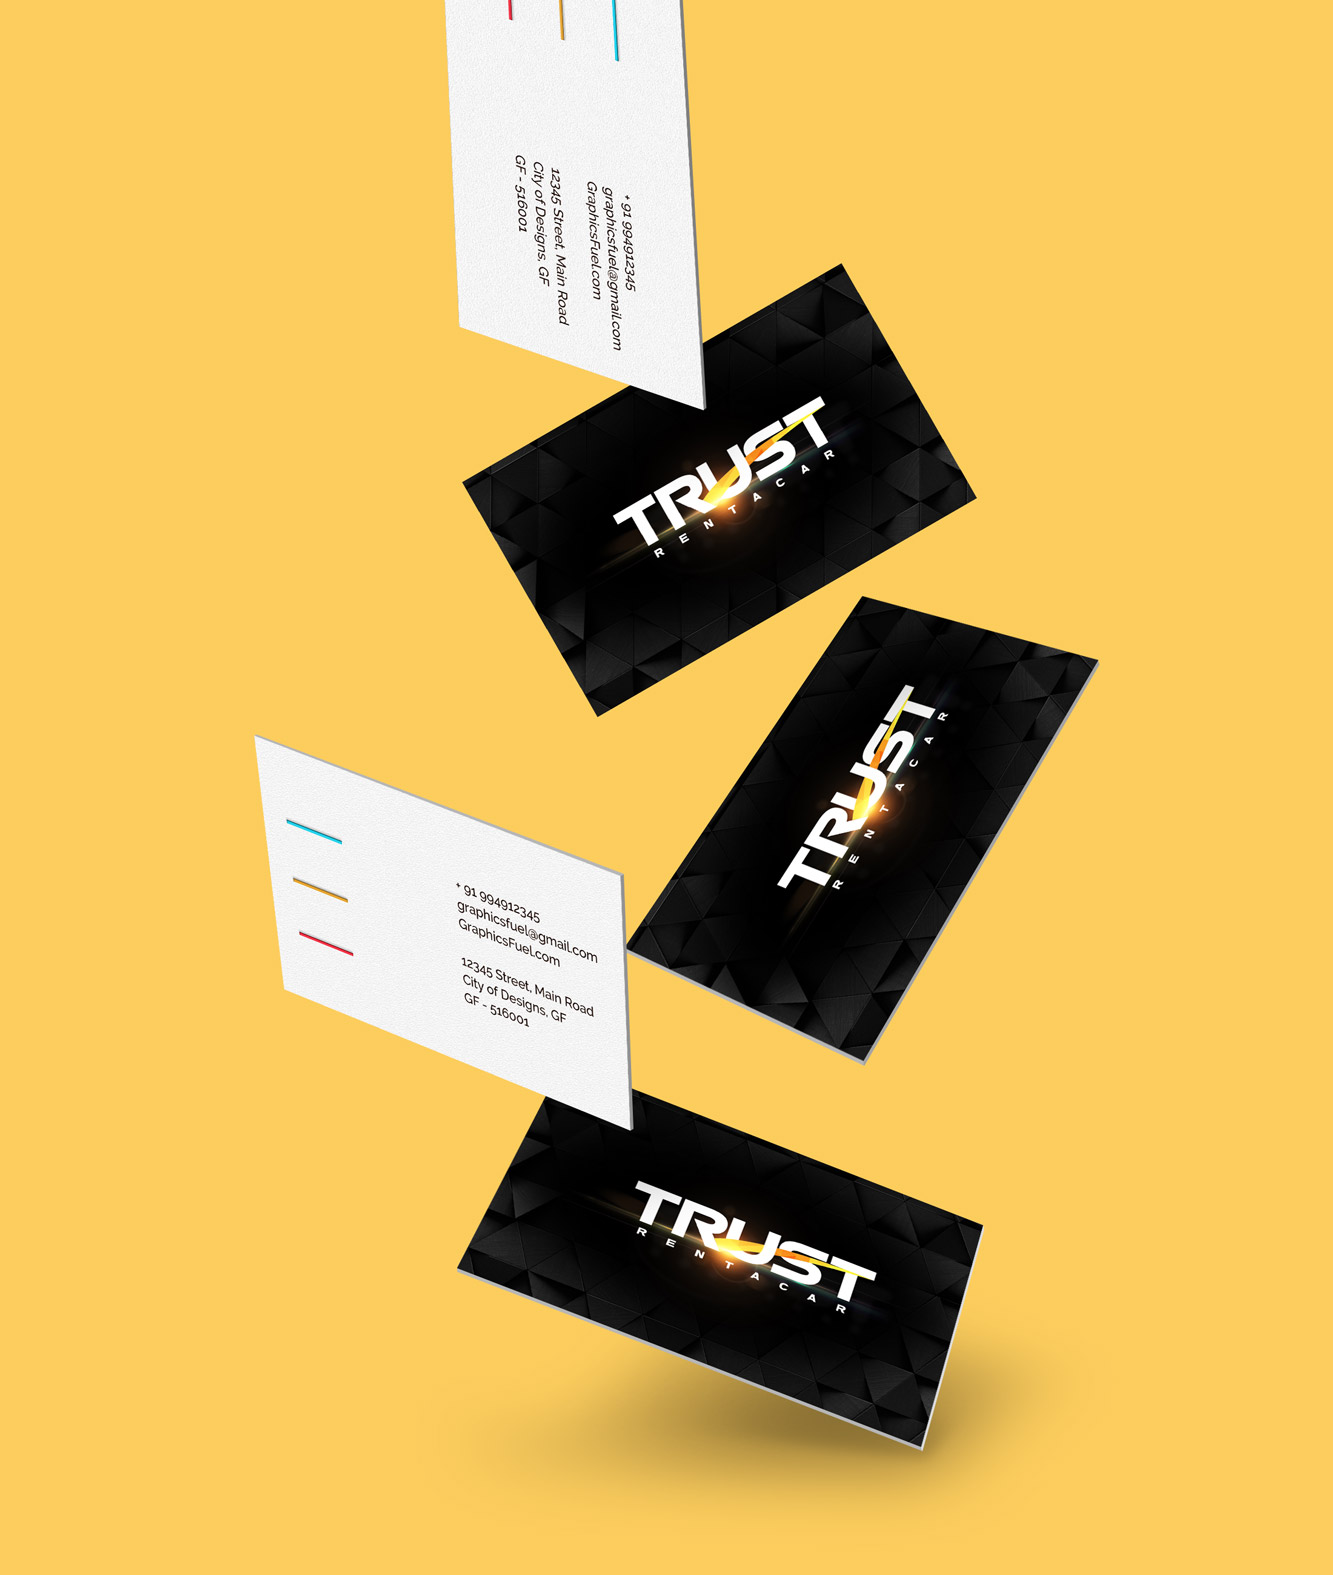 + 91 994912345
graphicsfuel@gmail.com
GraphicsFuel.com
12345 Street, Main Road
City of Designs, GF
GF - 516001
TRUST
RENTACAR
TRUST
RENTACAR
+ 91 994912345
graphicsfuel@gmail.com
GraphicsFuel.com
12345 Street, Main Road
City of Designs, GF
GF - 516001
TRUST
RENTACAR